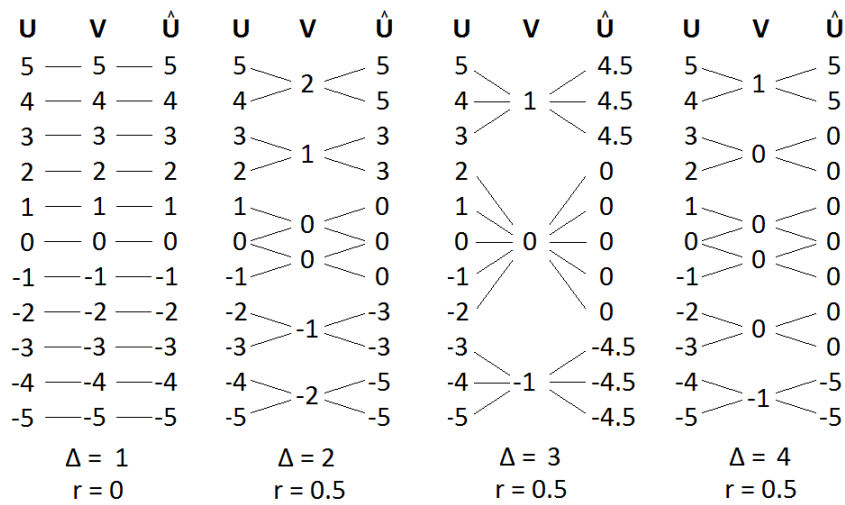 U V Û U V Û U V Û U V Û
5 5 5 5 2 5 5 1 4.5 5 1 5
4 4 4 4 5 4 4.5 4 5
3 3 3 3 1 3 3 4.5 3 0 0
2 2 2 2 3 2 0 2 0
1 1 1 1 0 0 1 0 1 0 0
0 0 0 0 0 0 0 0 0 0
-1 -1 -1 -1 0 0 -1 0 -1 0 0
-2 -2 -2 -2 -1 -3 -2 0 -2 0 0
-3 -3 -3 -3 -3 -3 -4.5 -3 0
-4 -4 -4 -4 -2 -5 -4 -1 -4.5 -4 -1 -5
-5 -5 -5 -5 -5 -5 -4.5 -5 -5
Δ = 1 Δ = 2 Δ = 3 Δ = 4
r = 0 r = 0.5 r = 0.5 r = 0.5